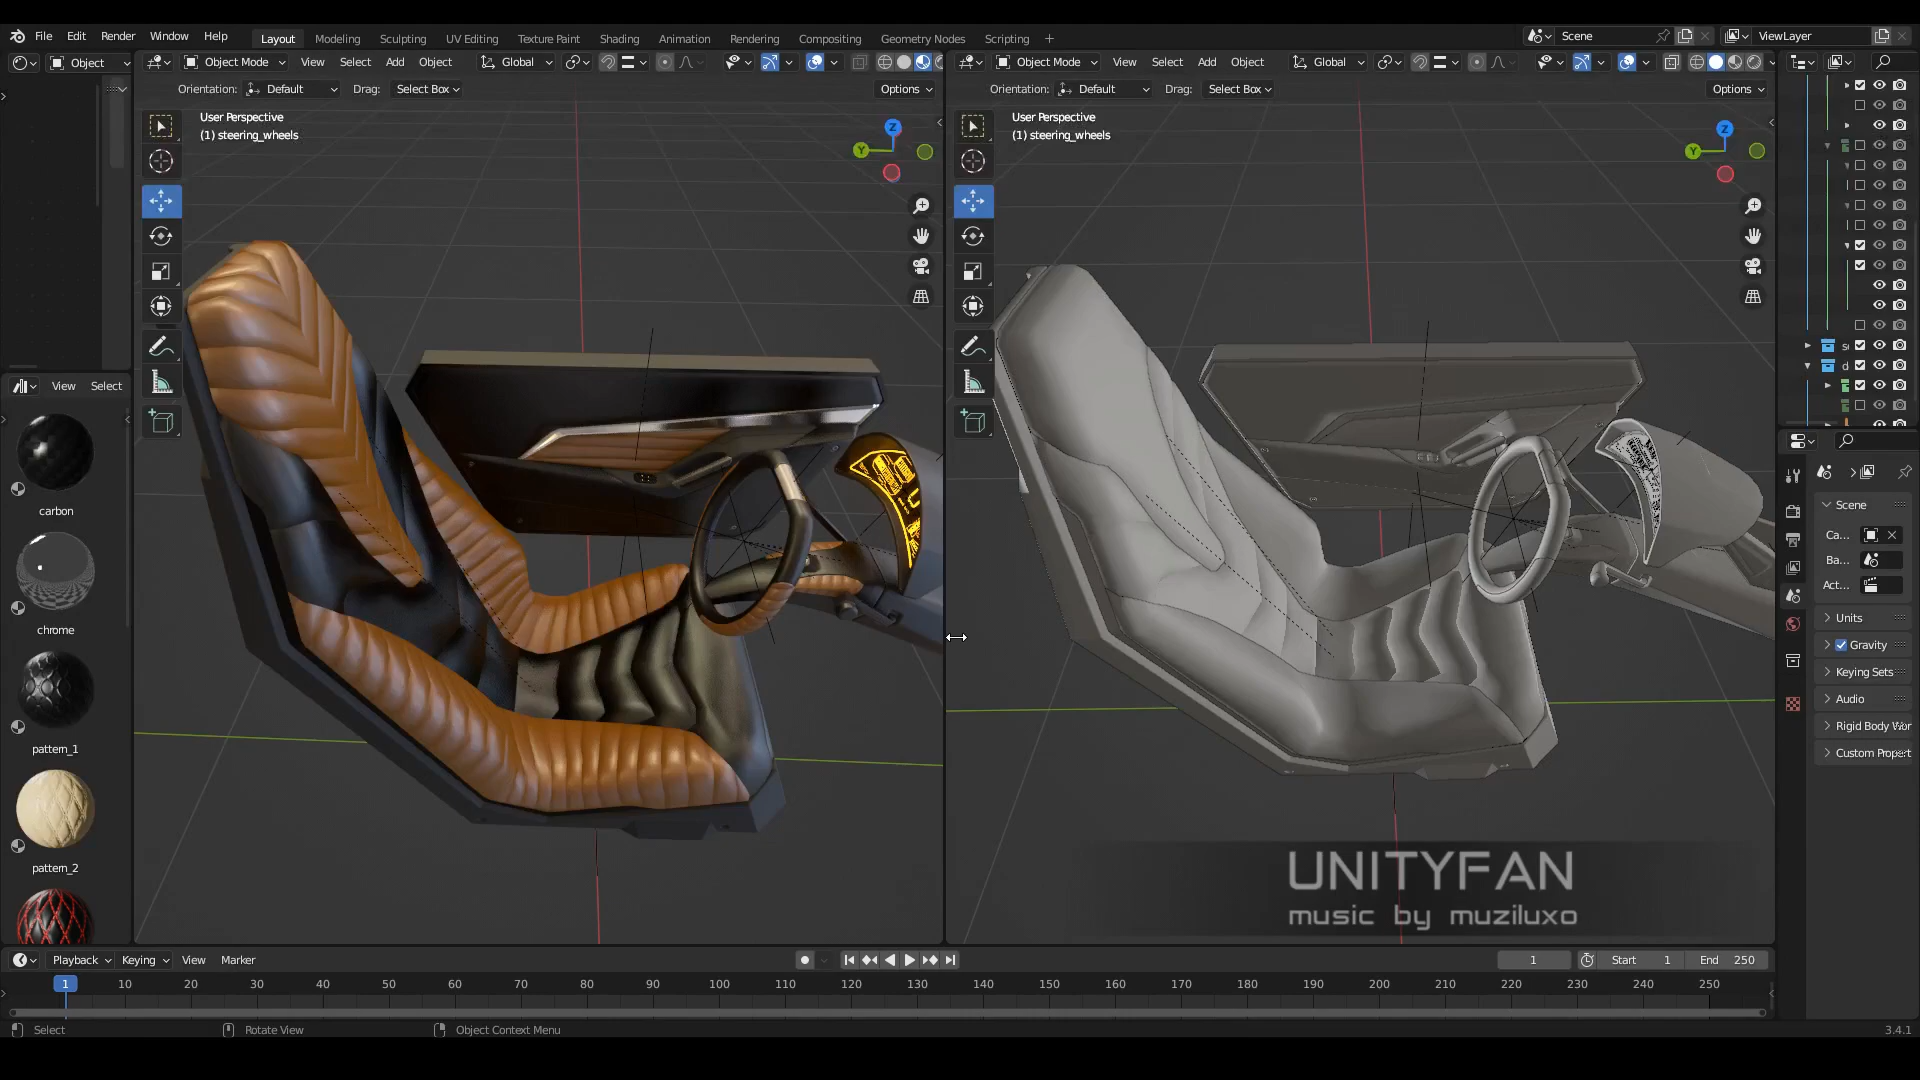 File Edit Render Window Help
Layout Modeling Sculpting UV Editing Texture Paint Shading Animation Rendering Compositing Geometry Nodes Scripting +
Scene
ViewLayer
Object
Object Mode View Select Add Object Global
Orientation: Default Drag: Select Box Options
User Perspective
(1) steering_wheels
Z
Y
Object Mode View Select Add Object Global
Orientation: Default Drag: Select Box Options
User Perspective
(1) steering_wheels
Z
Y
View Select
carbon
chrome
pattern_1
pattern_2
Scene
Ca...
Ba...
Act...
Units
Gravity
Keying Sets
Audio
Rigid Body Wor
Custom Propert
UNITYFAN
music by muziluxo
Playback Keying View Marker
1 Start 1 End 250
1 10 20 30 40 50 60 70 80 90 100 110 120 130 140 150 160 170 180 190 200 210 220 230 240 250
Select Rotate View Object Context Menu
3.4.1